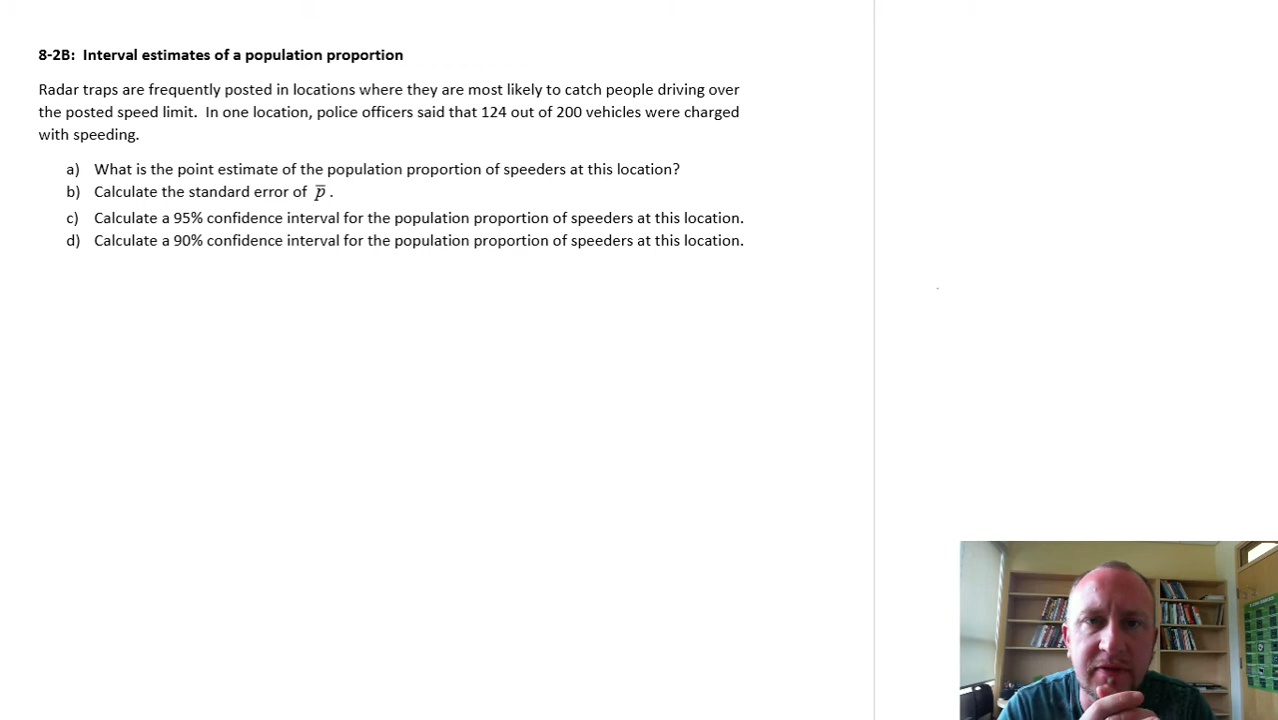 8-2B: Interval estimates of a population proportion
Radar traps are frequently posted in locations where they are most likely to catch people driving over
the posted speed limit. In one location, police officers said that 124 out of 200 vehicles were charged
with speeding.
a) What is the point estimate of the population proportion of speeders at this location?
b) Calculate the standard error of p̅ .
c) Calculate a 95% confidence interval for the population proportion of speeders at this location.
d) Calculate a 90% confidence interval for the population proportion of speeders at this location.